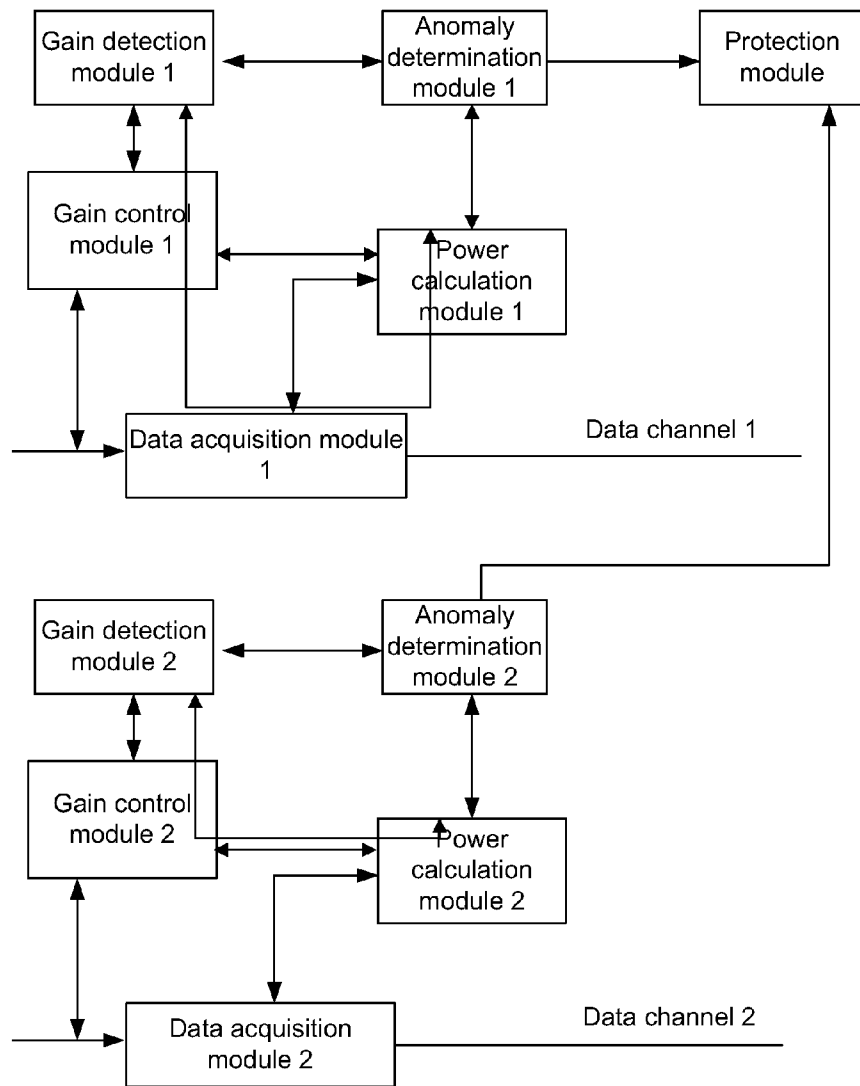 Gain detection
module 1
Anomaly
determination
module 1
Protection
module
Gain control
module 1
Power
calculation
module 1
Data acquisition module
1
Data channel 1
Gain detection
module 2
Anomaly
determination
module 2
Gain control
module 2
Power
calculation
module 2
Data acquisition
module 2
Data channel 2